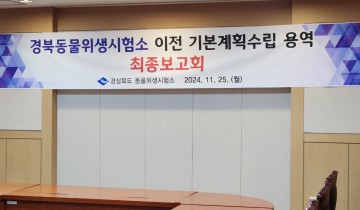 경북동물위생시험소 이전 기본계획수립 용역
최종보고회
경상북도 동물위생시험소 2024. 11. 25. (월)